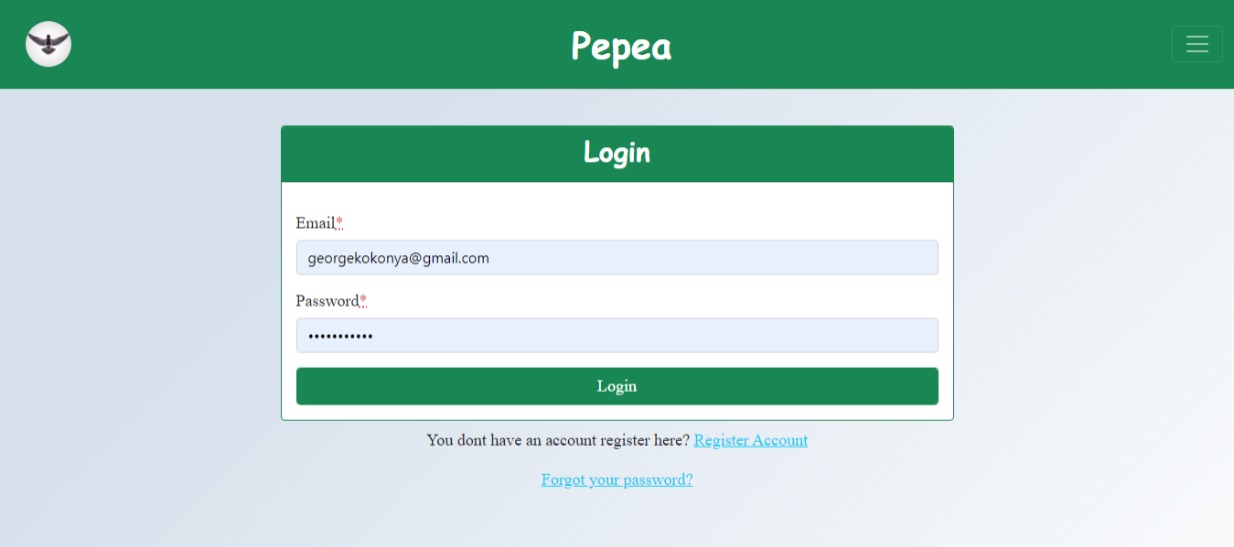 Pepea
Login
Email*
georgekokonya@gmail.com
Password*
•••••••••••
Login
You dont have an account register here? Register Account
Forgot your password?